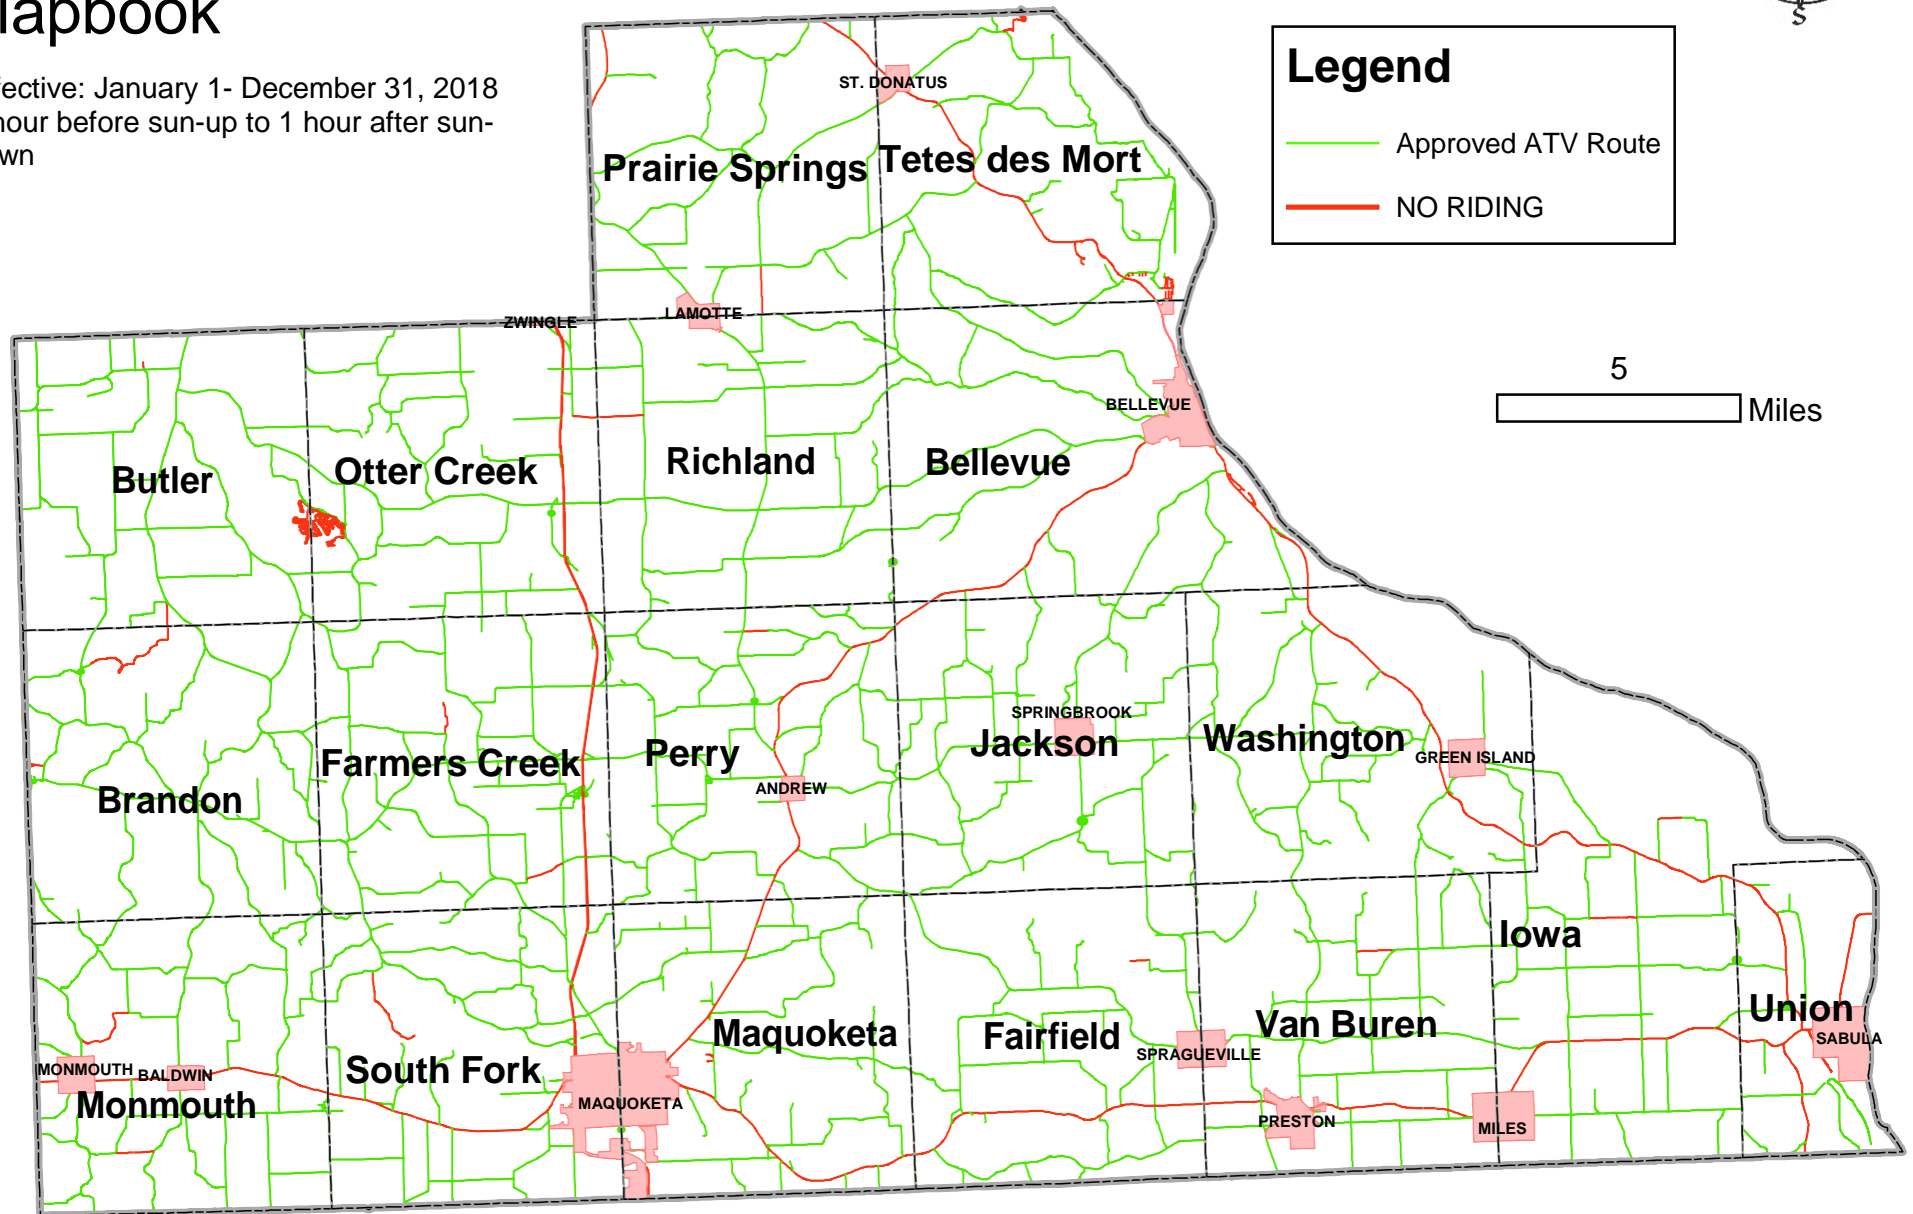 lapbook
fective: January 1- December 31, 2018
hour before sun-up to 1 hour after sun-
wn
S
Legend
Approved ATV Route
NO RIDING
5
Miles
ST. DONATUS
Prairie Springs
Tetes des Mort
ZWINGLE
LAMOTTE
BELLEVUE
Butler
Otter Creek
Richland
Bellevue
SPRINGBROOK
Jackson
Washington
Farmers Creek
Perry
GREEN ISLAND
ANDREW
Brandon
Iowa
Union
SABULA
Maquoketa
Fairfield
Van Buren
SPRAGUEVILLE
South Fork
MONMOUTH
BALDWIN
Monmouth
MAQUOKETA
PRESTON
MILES